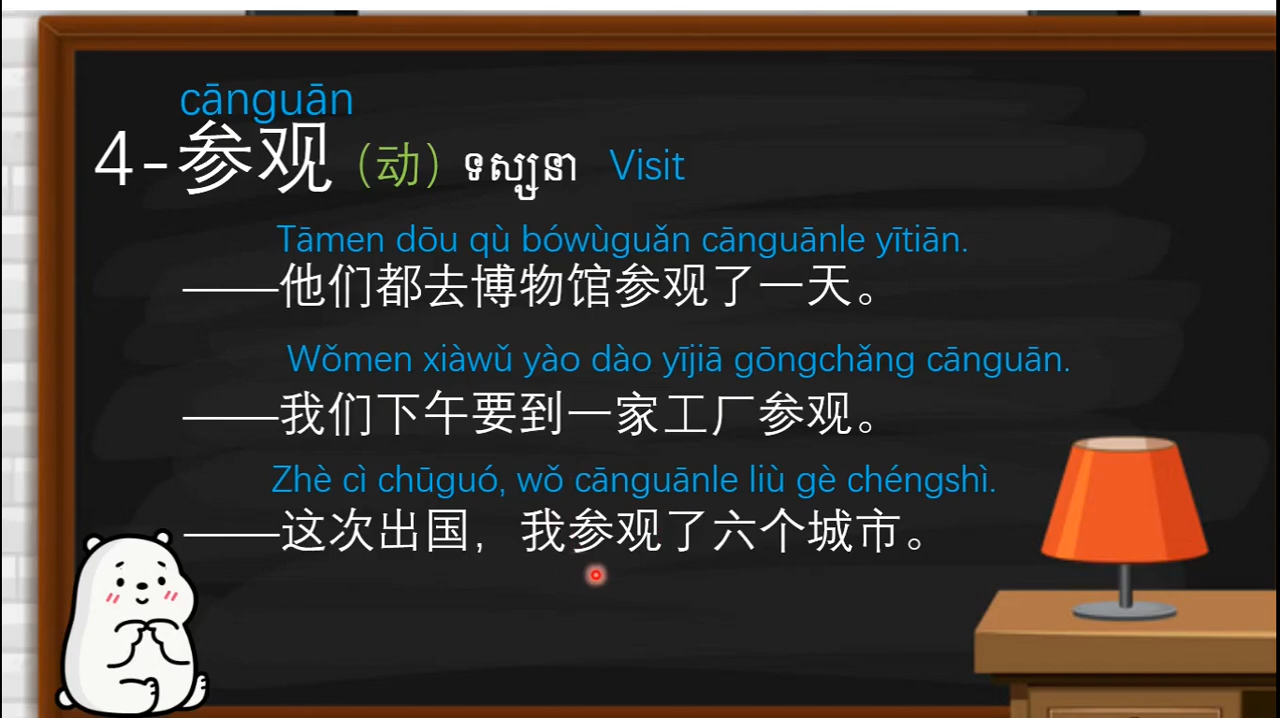 cānguān
4-参观（动）ទស្សនា Visit
Tāmen dōu qù bówùguǎn cānguānle yītiān.
——他们都去博物馆参观了一天。
Wǒmen xiàwǔ yào dào yījiā gōngchǎng cānguān.
——我们下午要到一家工厂参观。
Zhè cì chūguó, wǒ cānguānle liù gè chéngshì.
——这次出国，我参观了六个城市。